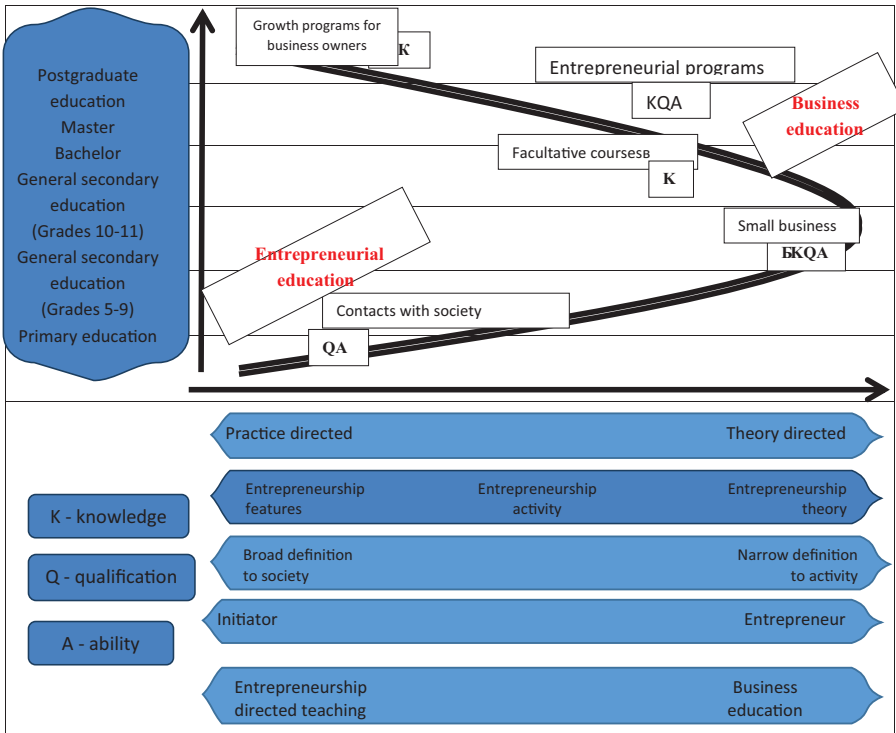 Postgraduate
education
Master
Bachelor
General secondary
education
(Grades 10-11)
General secondary
education
(Grades 5-9)
Primary education
Growth programs for
business owners
К
Entrepreneurial programs
KQA
Business
education
Facultative coursesв
K
Small business
БKQA
Entrepreneurial
education
Contacts with society
QA
Practice directed
Theory directed
Entrepreneurship
features
Entrepreneurship
activity
Entrepreneurship
theory
K - knowledge
Broad definition
to society
Narrow definition
to activity
Q - qualification
Initiator
Entrepreneur
A - ability
Entrepreneurship
directed teaching
Business
education